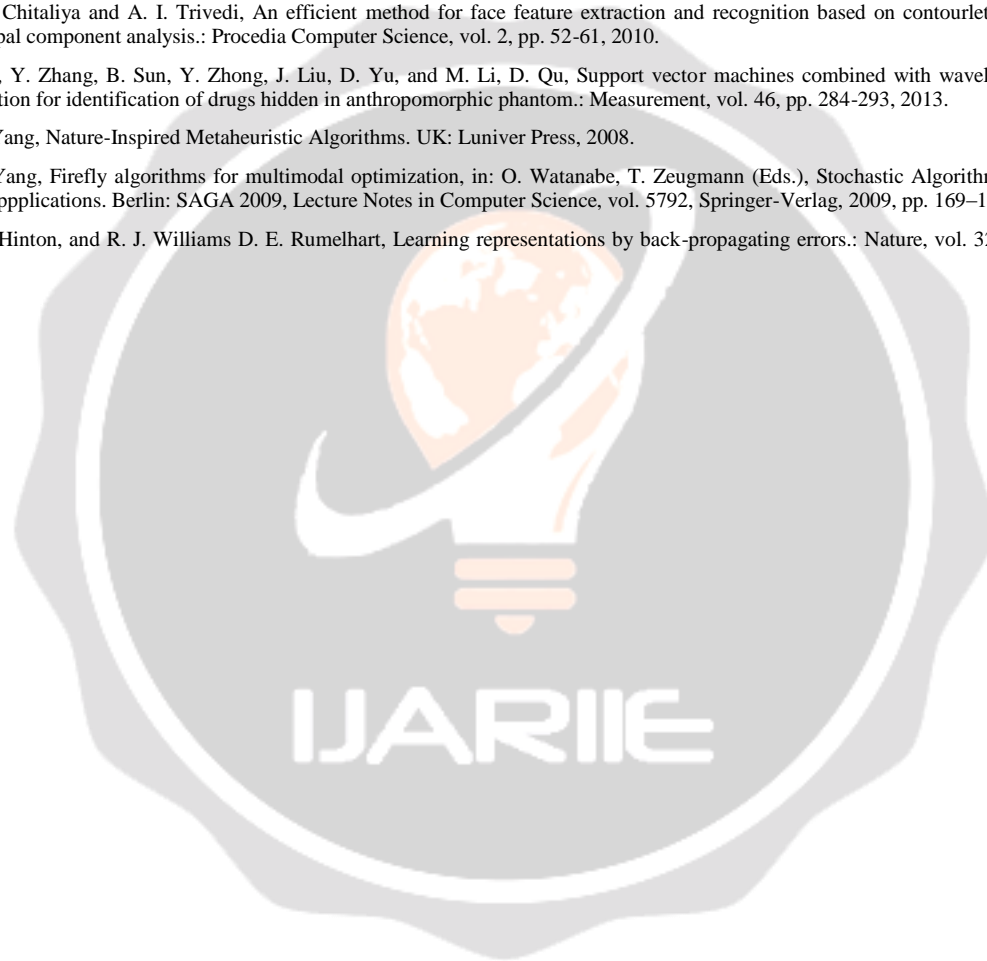 Chitaliya and A. I. Trivedi, An efficient method for face feature extraction and recognition based on contourlet
pal component analysis.: Procedia Computer Science, vol. 2, pp. 52-61, 2010.
, Y. Zhang, B. Sun, Y. Zhong, J. Liu, D. Yu, and M. Li, D. Qu, Support vector machines combined with wavel
tion for identification of drugs hidden in anthropomorphic phantom.: Measurement, vol. 46, pp. 284-293, 2013.
Yang, Nature-Inspired Metaheuristic Algorithms. UK: Luniver Press, 2008.
Yang, Firefly algorithms for multimodal optimization, in: O. Watanabe, T. Zeugmann (Eds.), Stochastic Algorith
ppplications. Berlin: SAGA 2009, Lecture Notes in Computer Science, vol. 5792, Springer-Verlag, 2009, pp. 169–1
Hinton, and R. J. Williams D. E. Rumelhart, Learning representations by back-propagating errors.: Nature, vol. 3
IJARIIE